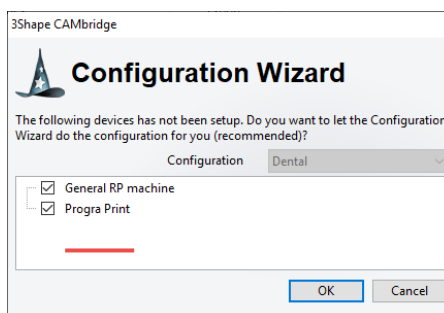 3Shape CAMbridge
Configuration Wizard
The following devices has not been setup. Do you want to let the Configuration
Wizard do the configuration for you (recommended)?
Configuration
Dental
General RP machine
Progra Print
OK
Cancel